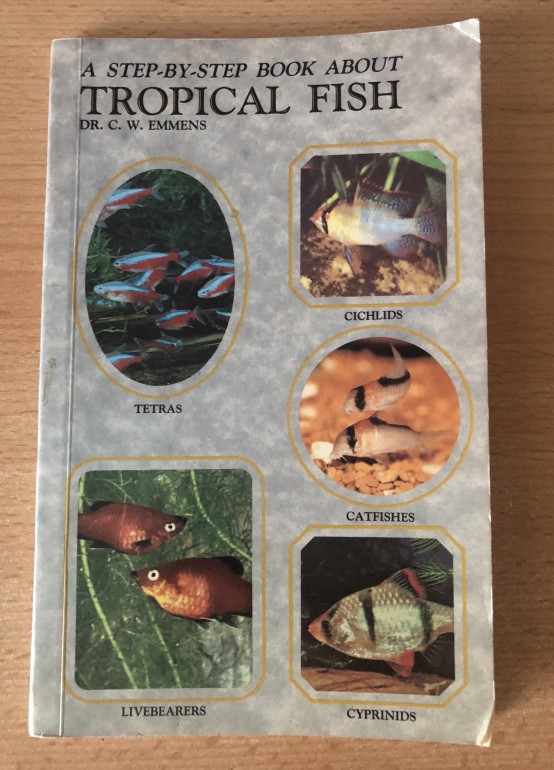 A STEP-BY-STEP BOOK ABOUT
TROPICAL FISH
DR. C. W. EMMENS
CICHLIDS
TETRAS
CATFISHES
LIVEBEARERS
CYPRINIDS